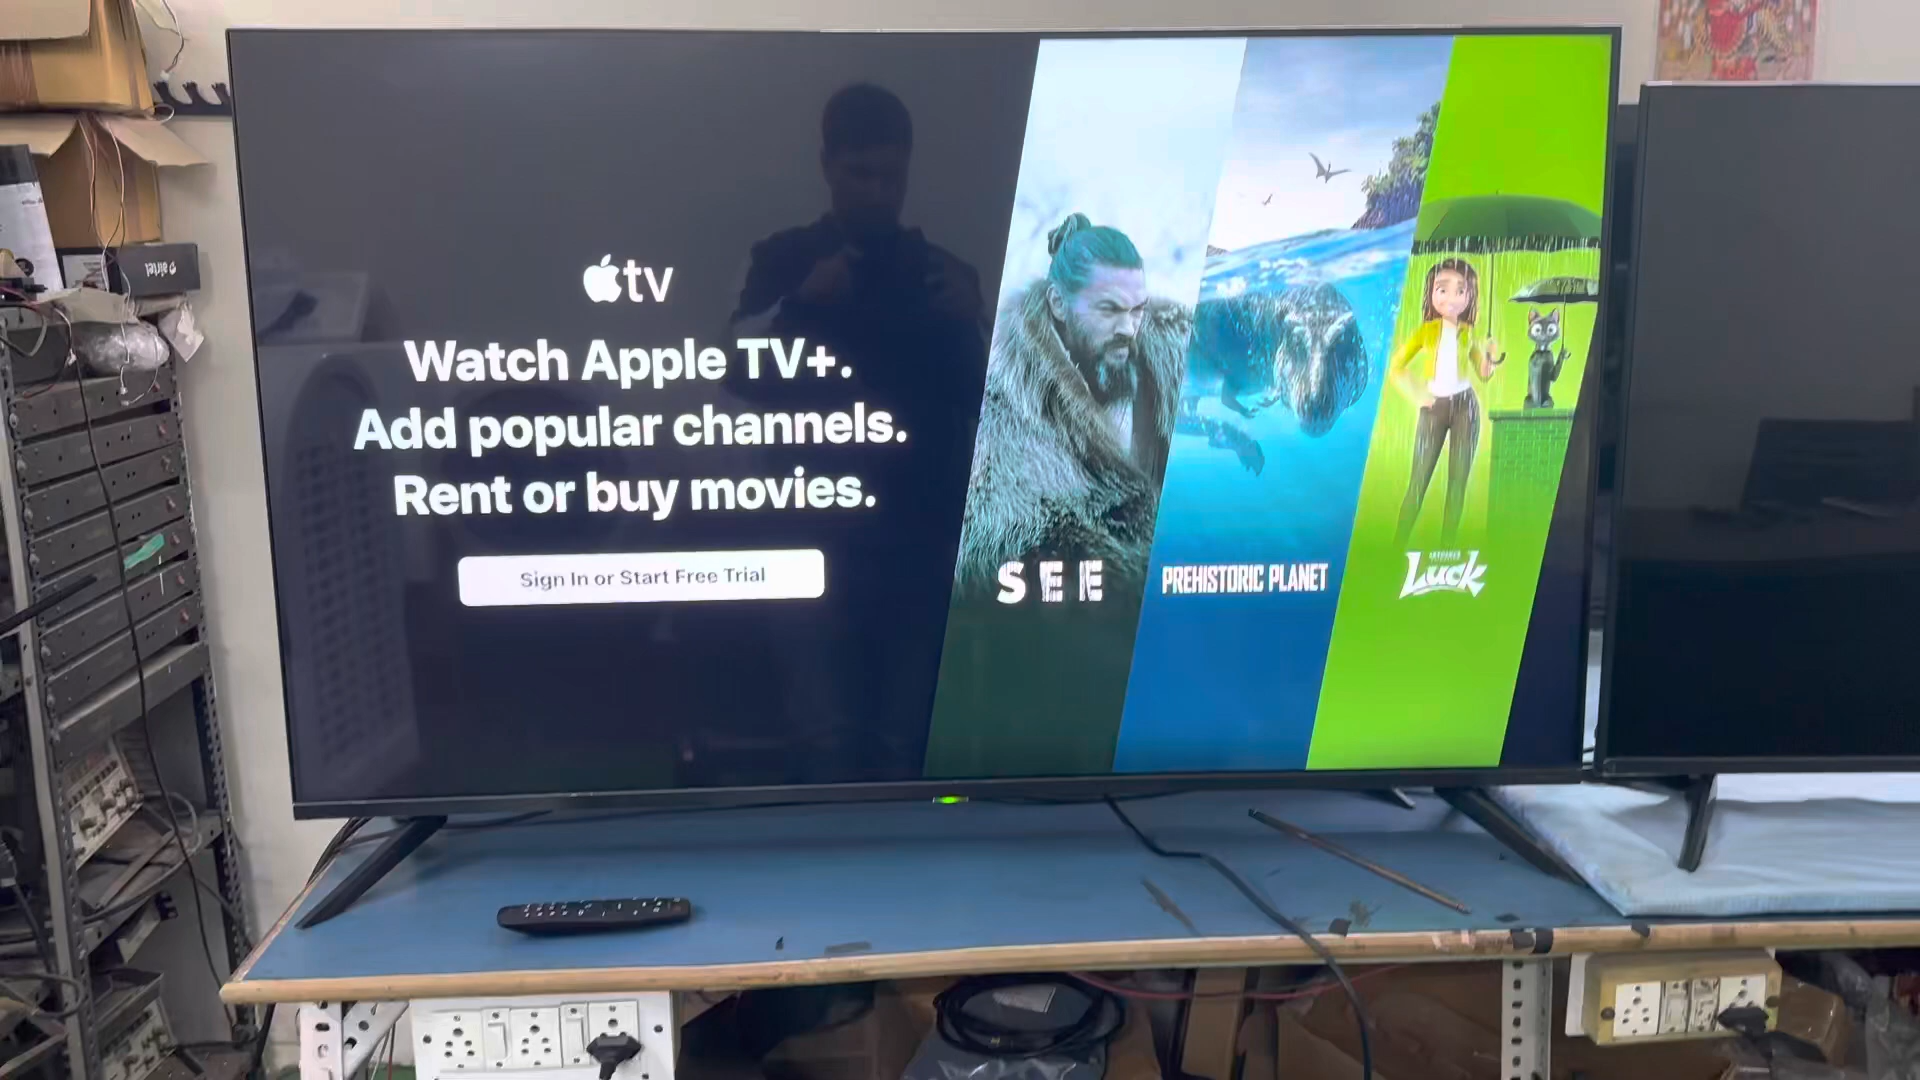 tv
Watch Apple TV+.
Add popular channels.
Rent or buy movies.
Sign In or Start Free Trial
SEE
PREHISTORIC PLANET
Luck
airtel